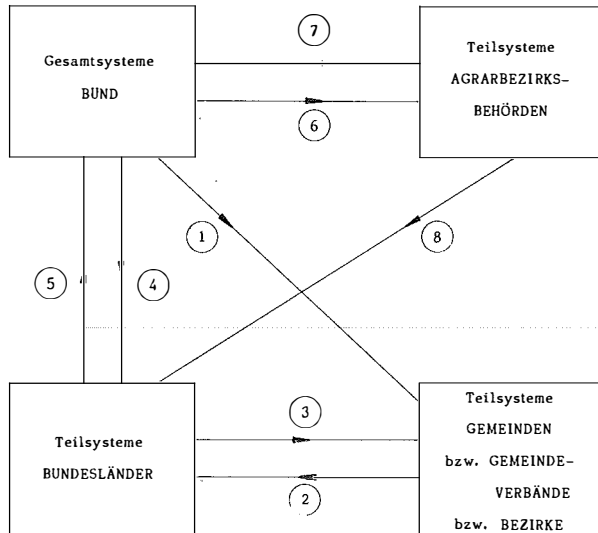 Gesamtsysteme
BUND
7
6
Teilsysteme
AGRARBEZIRKS-
BEHÖRDEN
1
8
5
4
Teilsysteme
BUNDESLÄNDER
3
2
Teilsysteme
GEMEINDEN
bzw. GEMEINDE-
VERBÄNDE
bzw. BEZIRKE